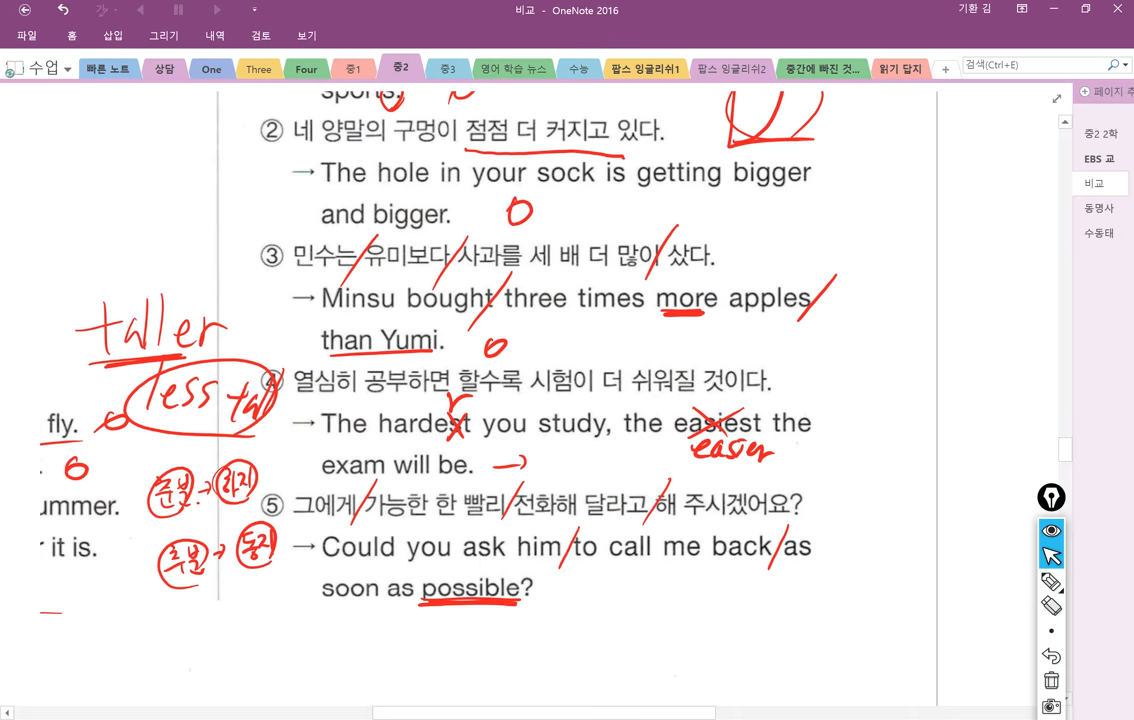 비교 - OneNote 2016
기환 김
파일 홈 삽입 그리기 내역 검토 보기
수업 빠른 노트 상담 One Three Four 중1 중2 중3 영어 학습 뉴스 수능 팝스 잉글리쉬1 팝스 잉글리쉬2 중간에 빠진 것... 읽기 답지 + 검색(Ctrl+E)
페이지 추
중2 2학
EBS 교
비교
동명사
수동태
sports.
② 네 양말의 구멍이 점점 더 커지고 있다.
→ The hole in your sock is getting bigger
and bigger.
③ 민수는 유미보다 사과를 세 배 더 많이 샀다.
→ Minsu bought three times more apples
than Yumi.
taller
less tall
④ 열심히 공부하면 할수록 시험이 더 쉬워질 것이다.
r
→ The hardest you study, the easiest the
easier
exam will be. →
⑤ 그에게 가능한 한 빨리 전화해 달라고 해 주시겠어요?
→ Could you ask him to call me back as
soon as possible?
fly.
ummer.
r it is.